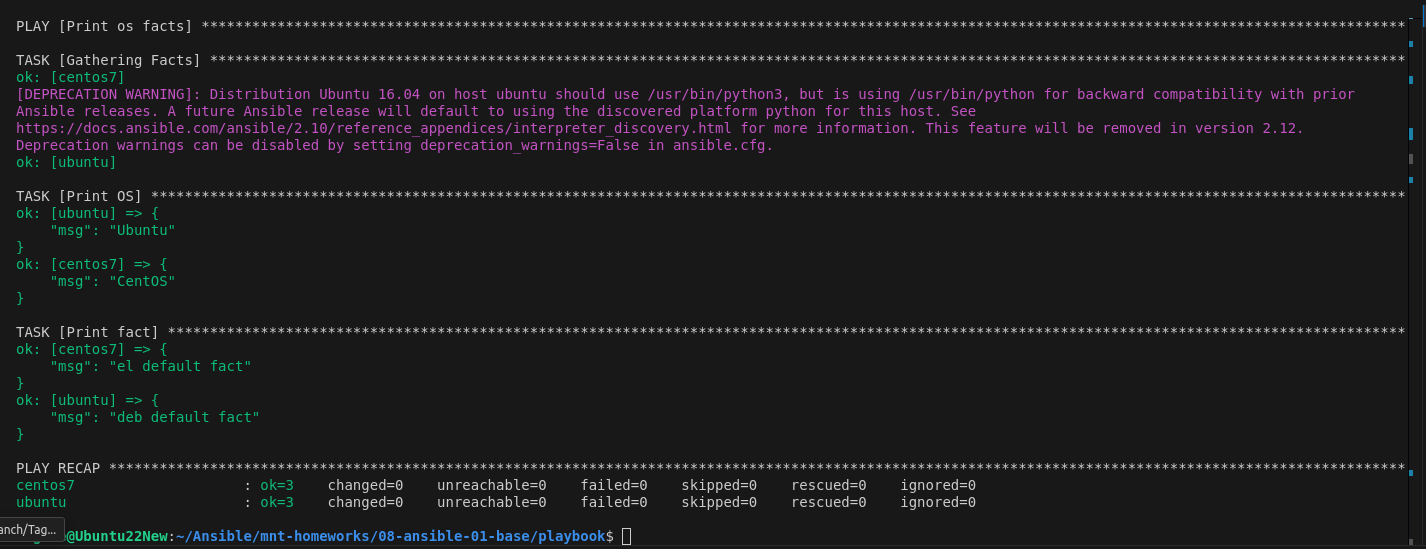 PLAY [Print os facts] ***********************************************************************************************************************************************
TASK [Gathering Facts] **********************************************************************************************************************************************
ok: [centos7]
[DEPRECATION WARNING]: Distribution Ubuntu 16.04 on host ubuntu should use /usr/bin/python3, but is using /usr/bin/python for backward compatibility with prior
Ansible releases. A future Ansible release will default to using the discovered platform python for this host. See
https://docs.ansible.com/ansible/2.10/reference_appendices/interpreter_discovery.html for more information. This feature will be removed in version 2.12.
Deprecation warnings can be disabled by setting deprecation_warnings=False in ansible.cfg.
ok: [ubuntu]
TASK [Print OS] *****************************************************************************************************************************************************
ok: [ubuntu] => {
    "msg": "Ubuntu"
}
ok: [centos7] => {
    "msg": "CentOS"
}
TASK [Print fact] ***************************************************************************************************************************************************
ok: [centos7] => {
    "msg": "el default fact"
}
ok: [ubuntu] => {
    "msg": "deb default fact"
}
PLAY RECAP **********************************************************************************************************************************************************
centos7                    : ok=3    changed=0    unreachable=0    failed=0    skipped=0    rescued=0    ignored=0
ubuntu                     : ok=3    changed=0    unreachable=0    failed=0    skipped=0    rescued=0    ignored=0
anch/Tag...
@Ubuntu22New:~/Ansible/mnt-homeworks/08-ansible-01-base/playbook$